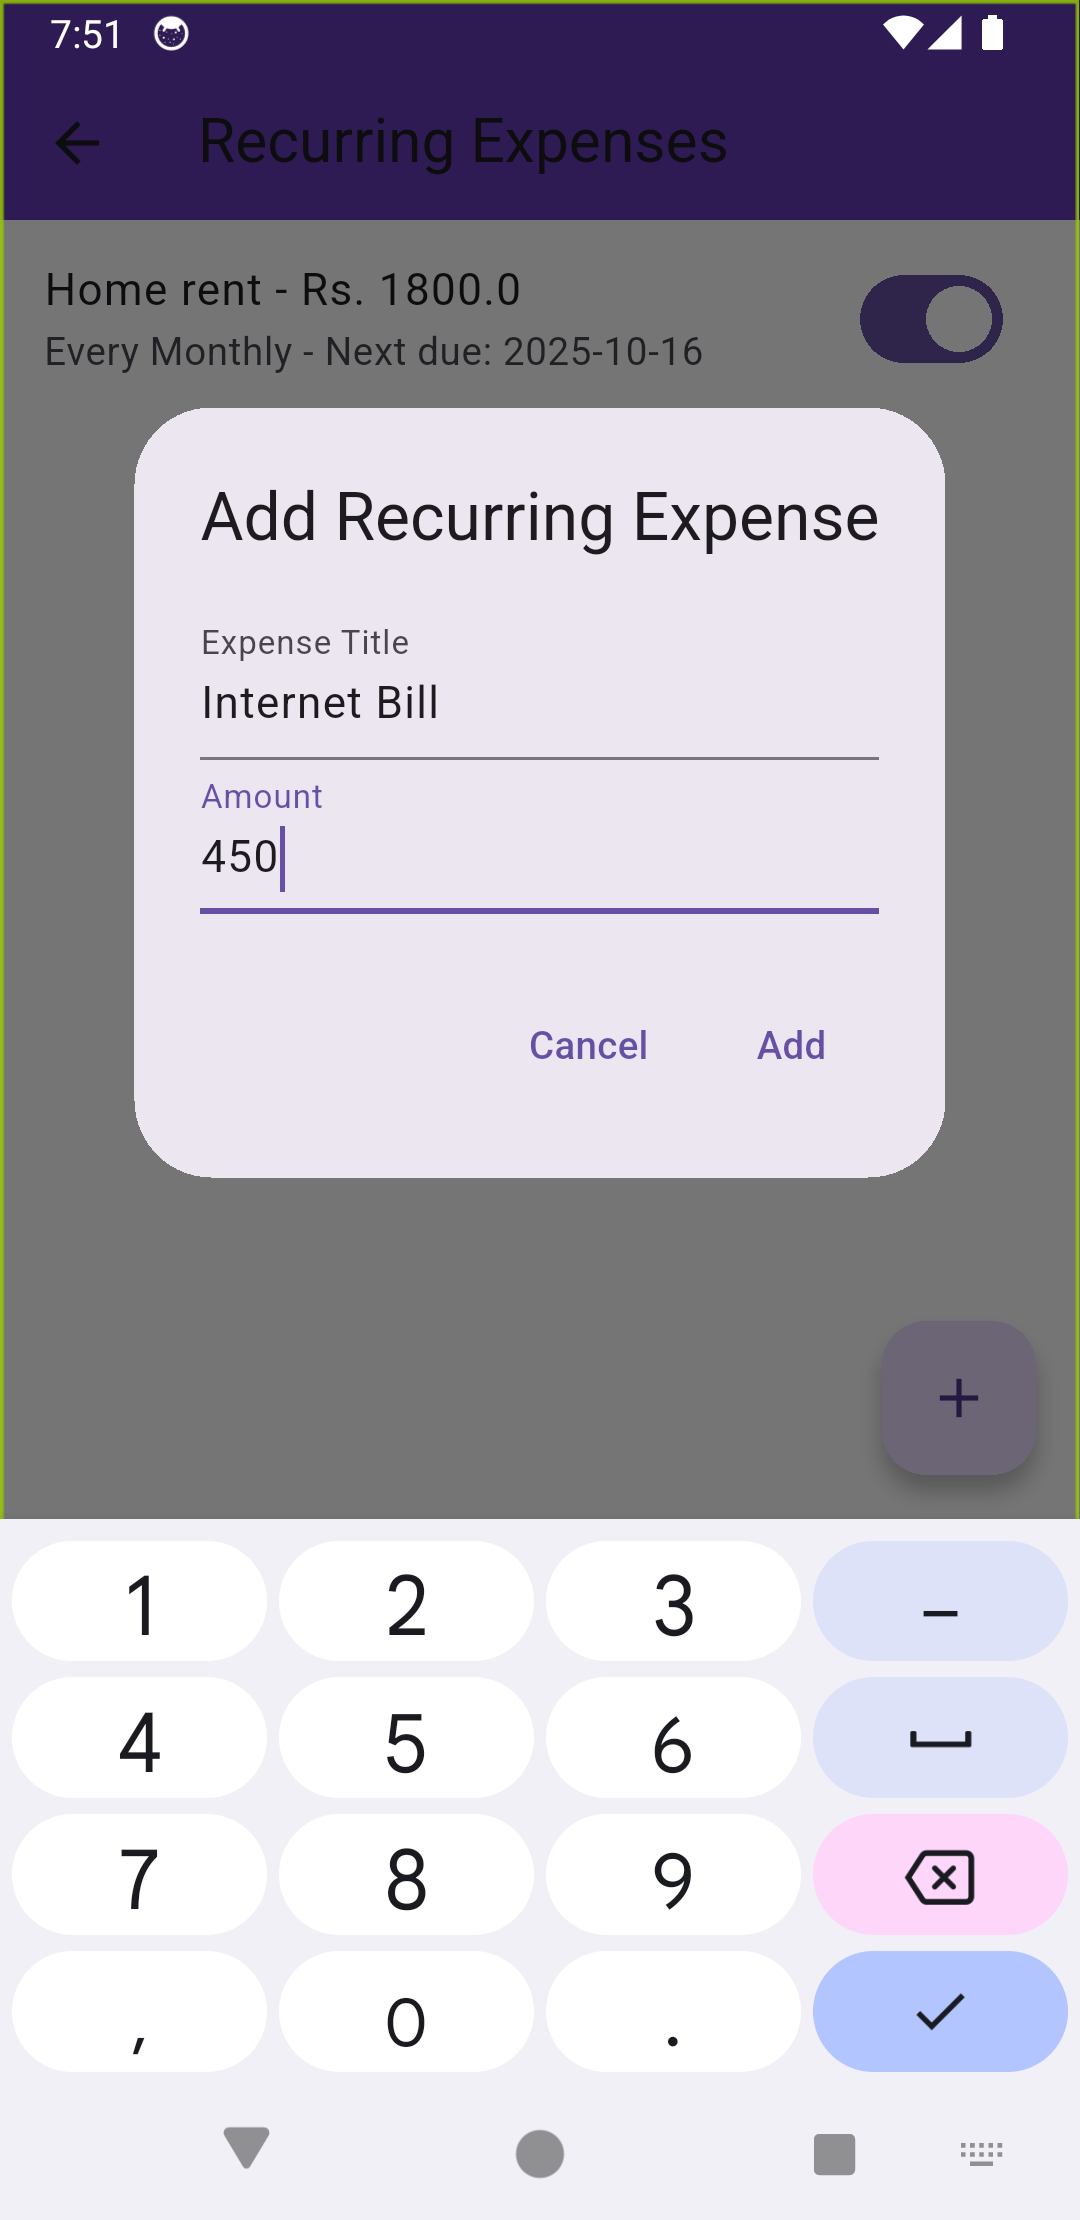 7:51
Recurring Expenses
Home rent - Rs. 1800.0
Every Monthly - Next due: 2025-10-16
Add Recurring Expense
Expense Title
Internet Bill
Amount
450
Cancel Add
1 2 3 –
4 5 6
7 8 9
, 0 .